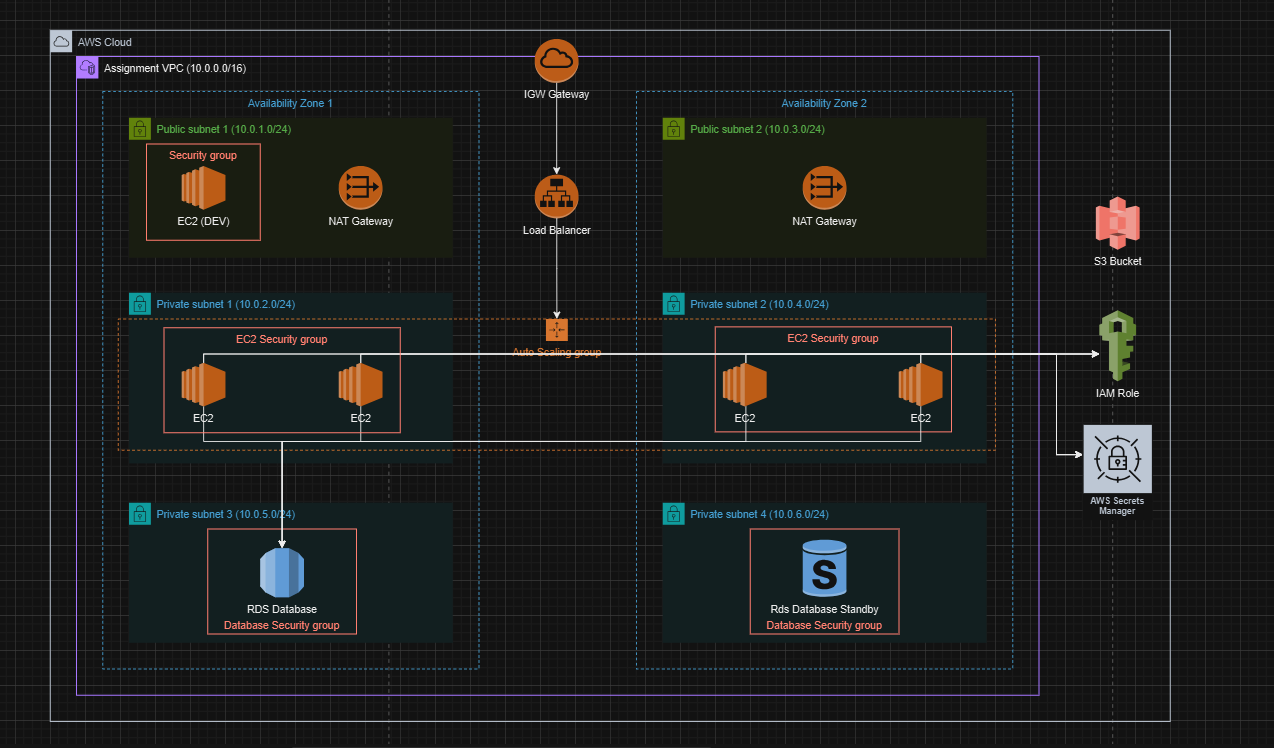 AWS Cloud
Assignment VPC (10.0.0.0/16)
IGW Gateway
Availability Zone 1
Availability Zone 2
Public subnet 1 (10.0.1.0/24)
Public subnet 2 (10.0.3.0/24)
Security group
EC2 (DEV)
NAT Gateway
Load Balancer
NAT Gateway
S3 Bucket
Private subnet 1 (10.0.2.0/24)
Private subnet 2 (10.0.4.0/24)
EC2 Security group
Auto Scaling group
EC2 Security group
EC2
EC2
EC2
EC2
IAM Role
AWS Secrets
Manager
Private subnet 3 (10.0.5.0/24)
Private subnet 4 (10.0.6.0/24)
S
RDS Database
Database Security group
Rds Database Standby
Database Security group